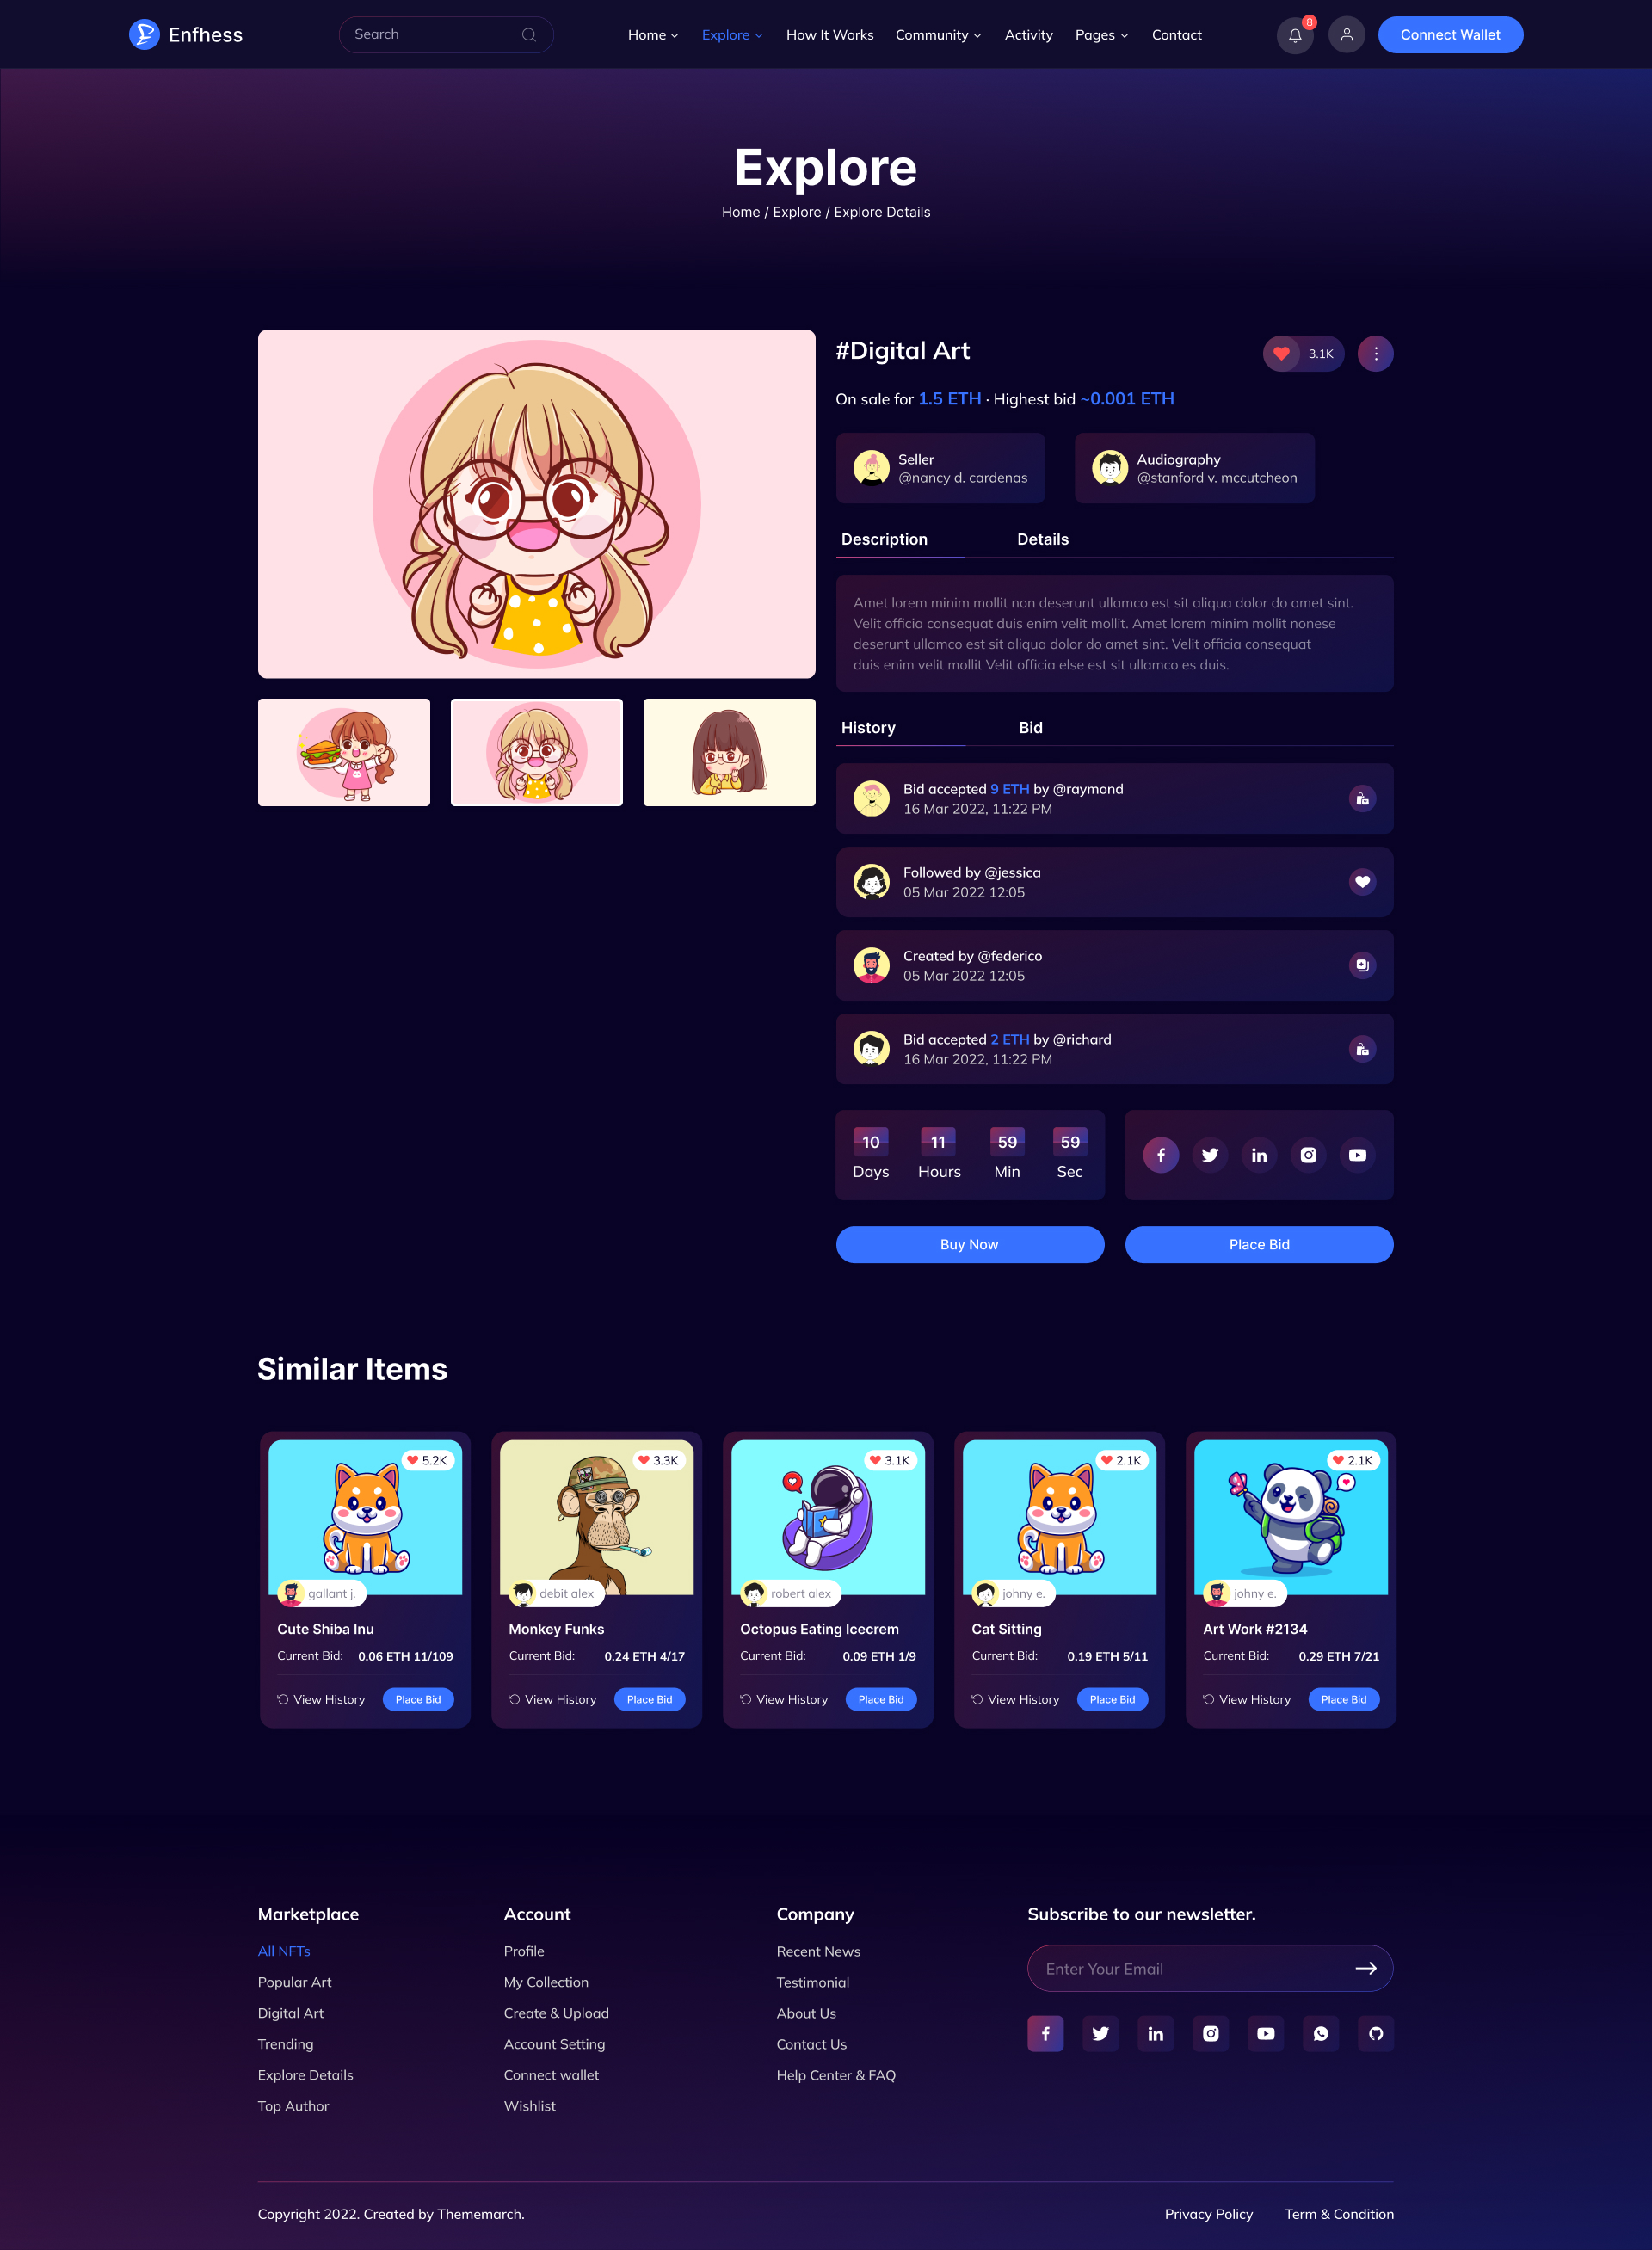 Enfhess
Search
Home
Explore
How It Works
Community
Activity
Pages
Contact
8
Connect Wallet
Explore
Home / Explore / Explore Details
#Digital Art
3.1K
On sale for 1.5 ETH · Highest bid ~0.001 ETH
Seller
@nancy d. cardenas
Audiography
@stanford v. mccutcheon
Description
Details
Amet lorem minim mollit non deserunt ullamco est sit aliqua dolor do amet sint.
Velit officia consequat duis enim velit mollit. Amet lorem minim mollit nonese
deserunt ullamco est sit aliqua dolor do amet sint. Velit officia consequat
duis enim velit mollit Velit officia else est sit ullamco es duis.
History
Bid
Bid accepted 9 ETH by @raymond
16 Mar 2022, 11:22 PM
Followed by @jessica
05 Mar 2022 12:05
Created by @federico
05 Mar 2022 12:05
Bid accepted 2 ETH by @richard
16 Mar 2022, 11:22 PM
10
Days
11
Hours
59
Min
59
Sec
Buy Now
Place Bid
Similar Items
5.2K
gallant j.
Cute Shiba Inu
Current Bid: 0.06 ETH 11/109
View History
Place Bid
3.3K
debit alex
Monkey Funks
Current Bid: 0.24 ETH 4/17
View History
Place Bid
3.1K
robert alex
Octopus Eating Icecrem
Current Bid: 0.09 ETH 1/9
View History
Place Bid
2.1K
johny e.
Cat Sitting
Current Bid: 0.19 ETH 5/11
View History
Place Bid
2.1K
johny e.
Art Work #2134
Current Bid: 0.29 ETH 7/21
View History
Place Bid
Marketplace
All NFTs
Popular Art
Digital Art
Trending
Explore Details
Top Author
Account
Profile
My Collection
Create & Upload
Account Setting
Connect wallet
Wishlist
Company
Recent News
Testimonial
About Us
Contact Us
Help Center & FAQ
Subscribe to our newsletter.
Enter Your Email
Copyright 2022. Created by Thememarch.
Privacy Policy
Term & Condition